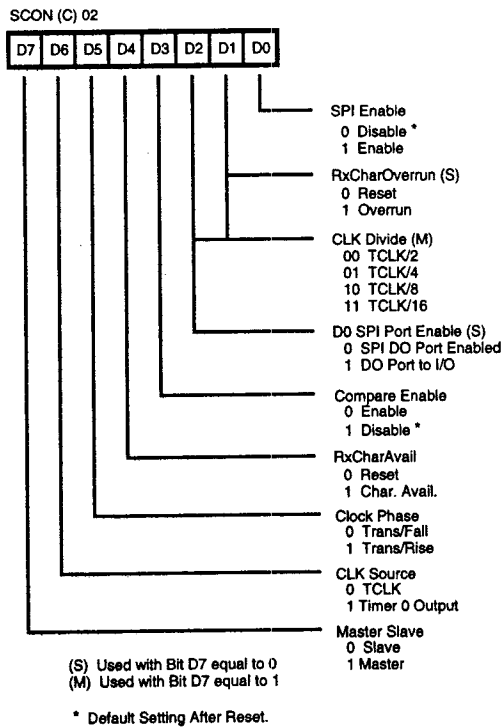 SCON (C) 02
D7 D6 D5 D4 D3 D2 D1 D0
SPI Enable
0 Disable *
1 Enable
RxCharOverrun (S)
0 Reset
1 Overrun
CLK Divide (M)
00 TCLK/2
01 TCLK/4
10 TCLK/8
11 TCLK/16
D0 SPI Port Enable (S)
0 SPI DO Port Enabled
1 DO Port to I/O
Compare Enable
0 Enable
1 Disable *
RxCharAvail
0 Reset
1 Char. Avail.
Clock Phase
0 Trans/Fall
1 Trans/Rise
CLK Source
0 TCLK
1 Timer 0 Output
Master Slave
0 Slave
1 Master
(S) Used with Bit D7 equal to 0
(M) Used with Bit D7 equal to 1
* Default Setting After Reset.